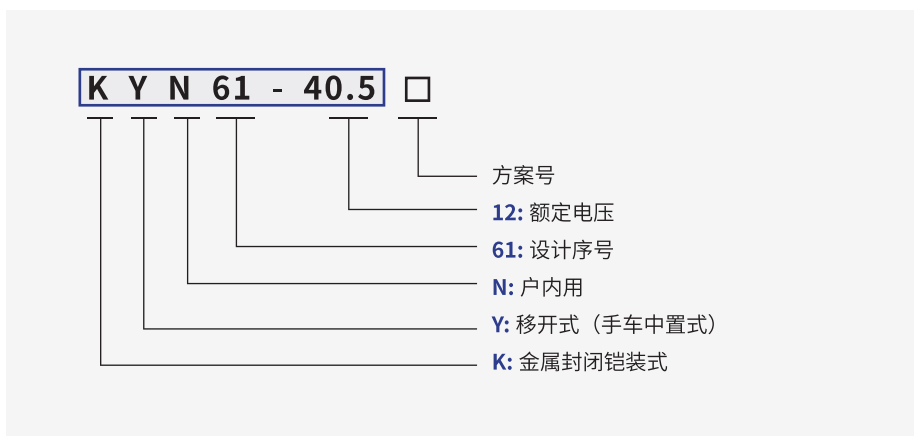 K Y N 61 - 40.5 □
方案号
12: 额定电压
61: 设计序号
N: 户内用
Y: 移开式（手车中置式）
K: 金属封闭铠装式